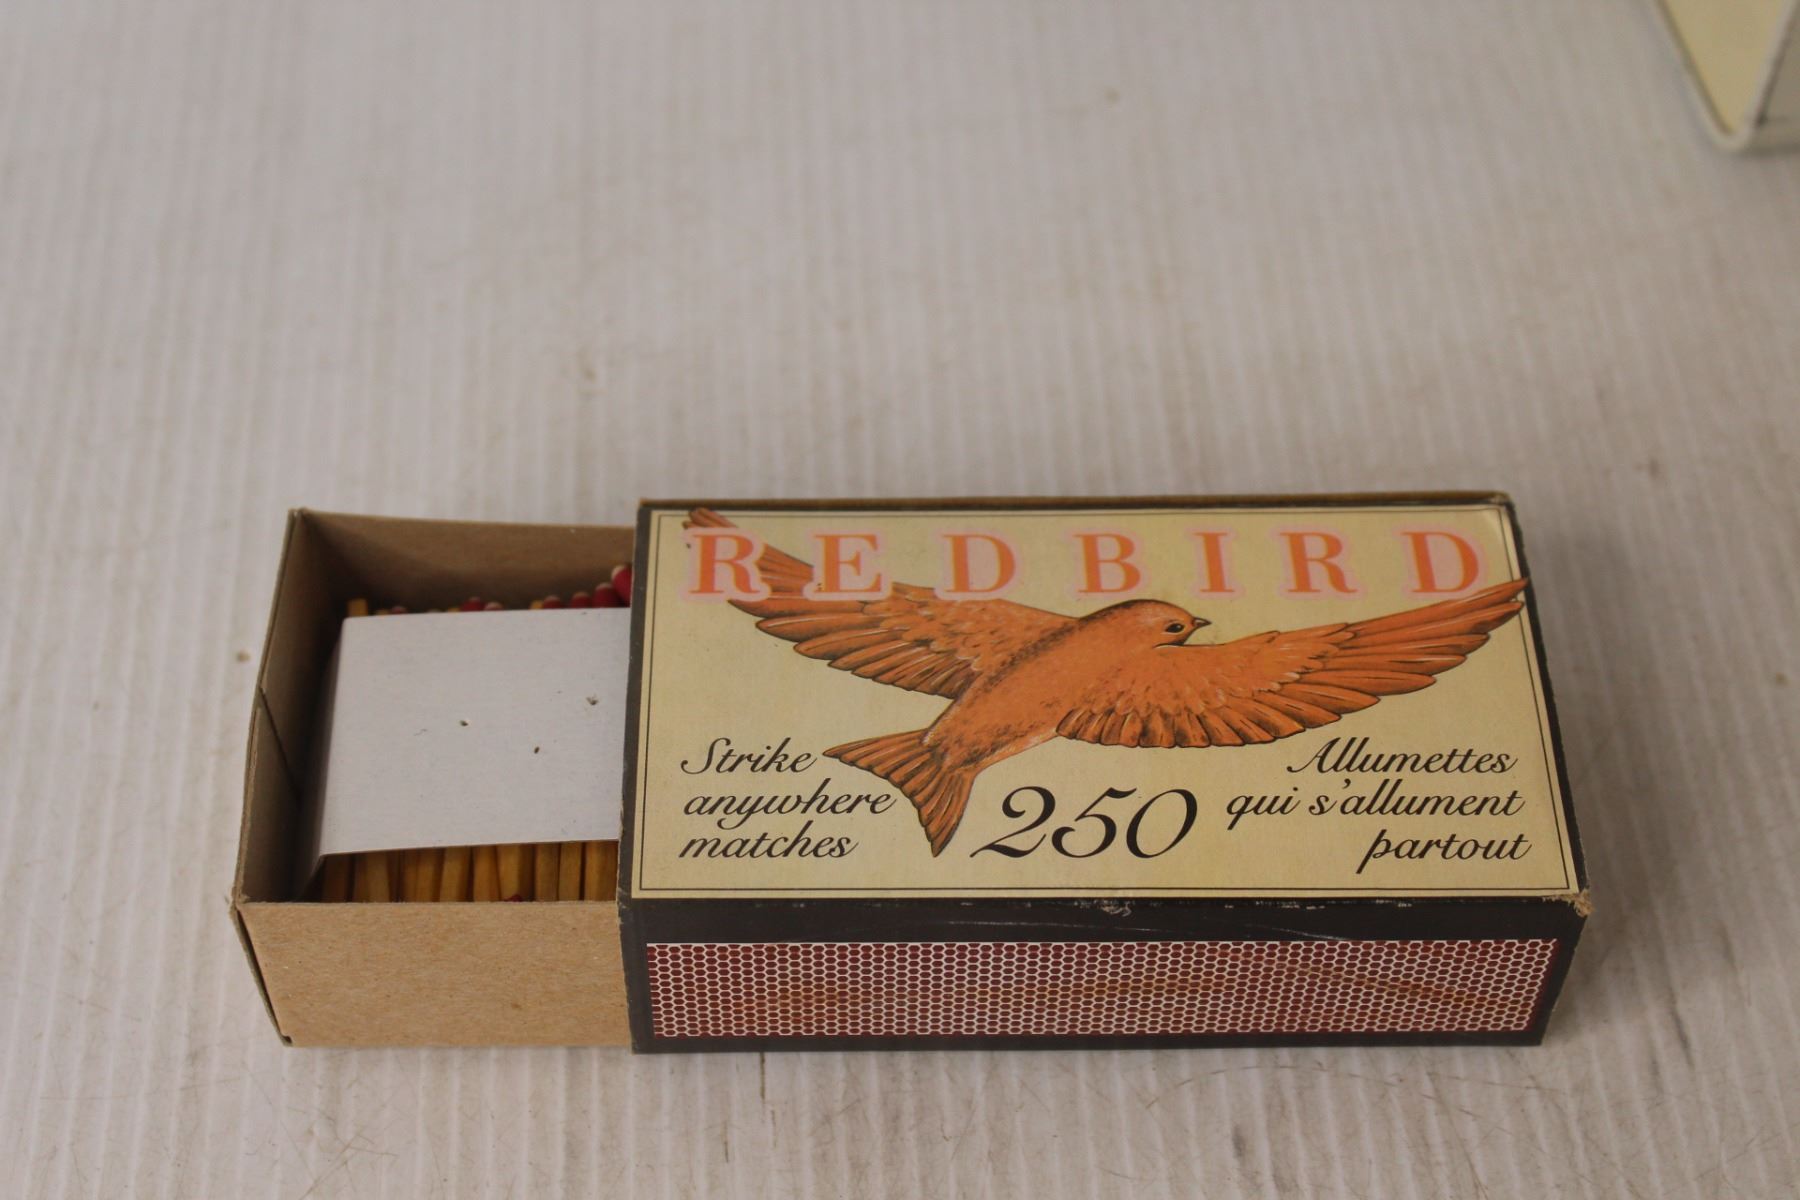 REDBIRD
Strike
anywhere
matches
250
Allumettes
qui s'allument
partout